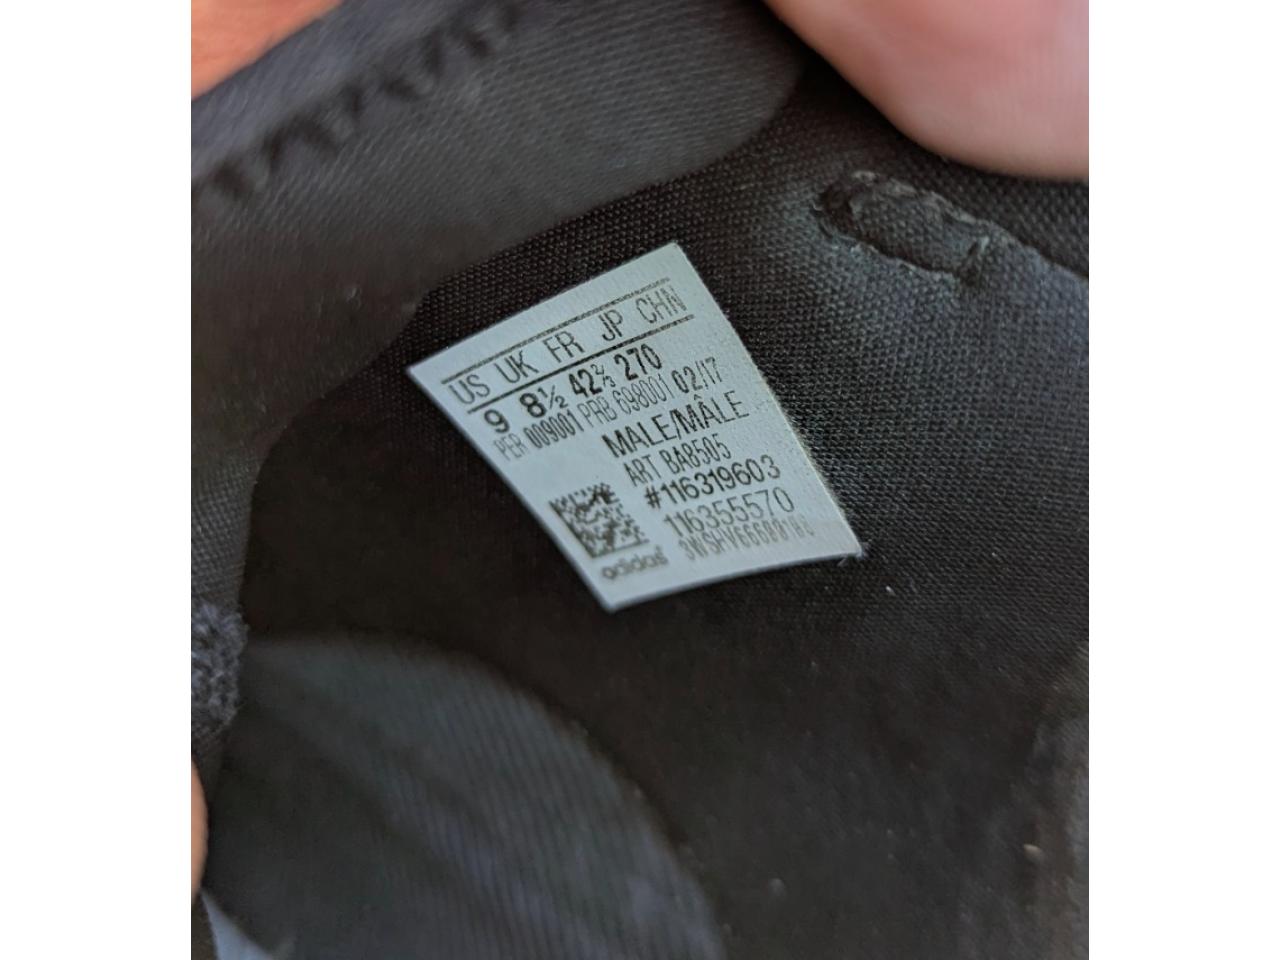 US UK FR JP CHN
9 8½ 42⅔ 270
PER 009001 PRB 698001 02/17
MALE/MÂLE
ART BA8505
#116319603
116355570
adidas